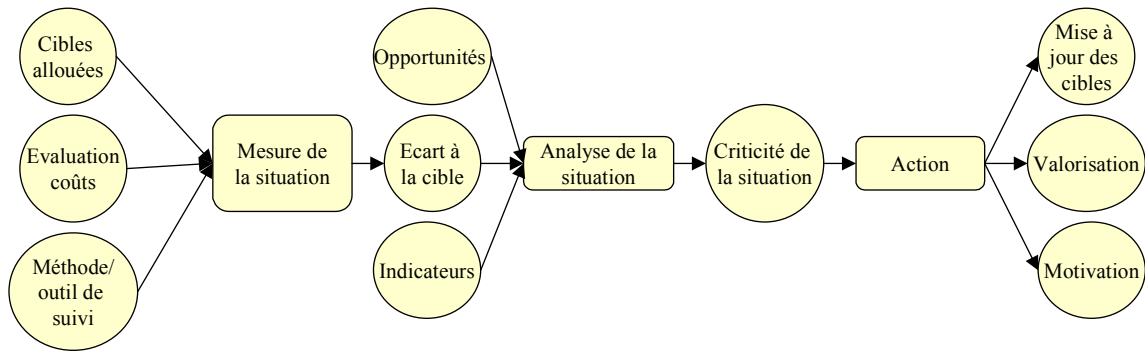 Cibles
allouées
Evaluation
coûts
Méthode/
outil de
suivi
Mesure de
la situation
Opportunités
Ecart à
la cible
Indicateurs
Analyse de la
situation
Criticité de
la situation
Action
Mise à
jour des
cibles
Valorisation
Motivation